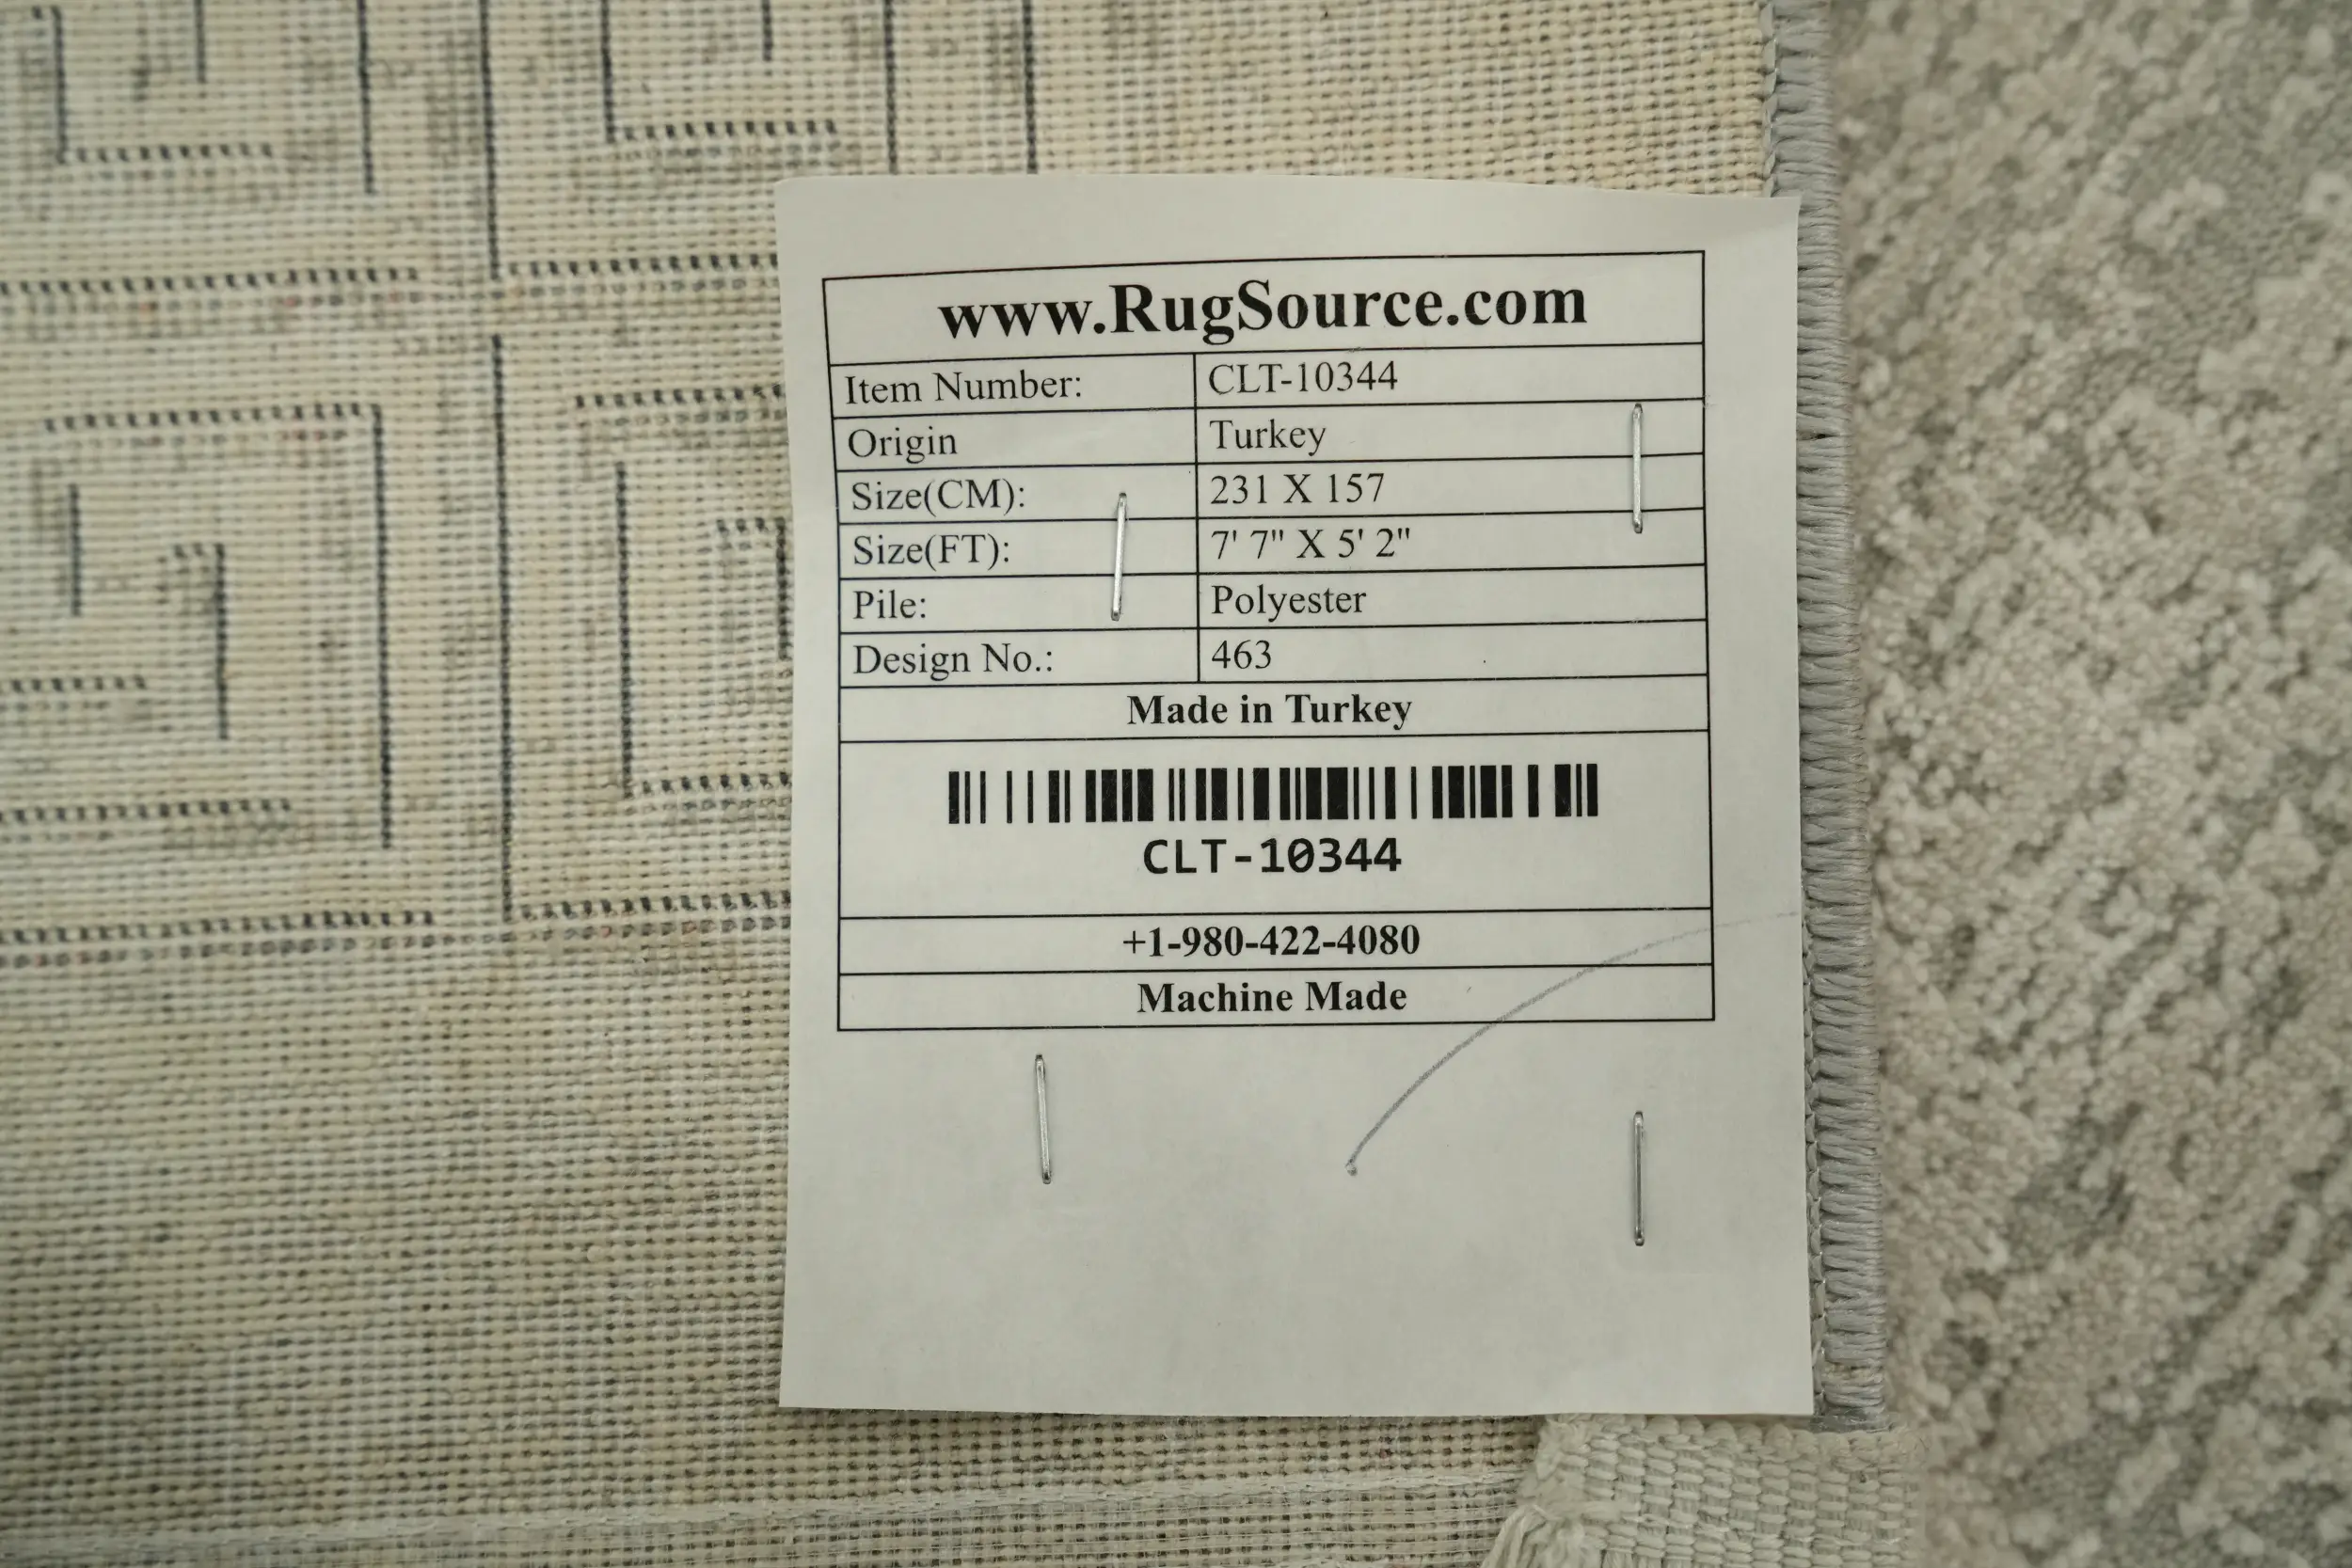 www.RugSource.com
Item Number: CLT-10344
Origin Turkey
Size(CM): 231 X 157
Size(FT): 7' 7" X 5' 2"
Pile: Polyester
Design No.: 463
Made in Turkey
CLT-10344
+1-980-422-4080
Machine Made